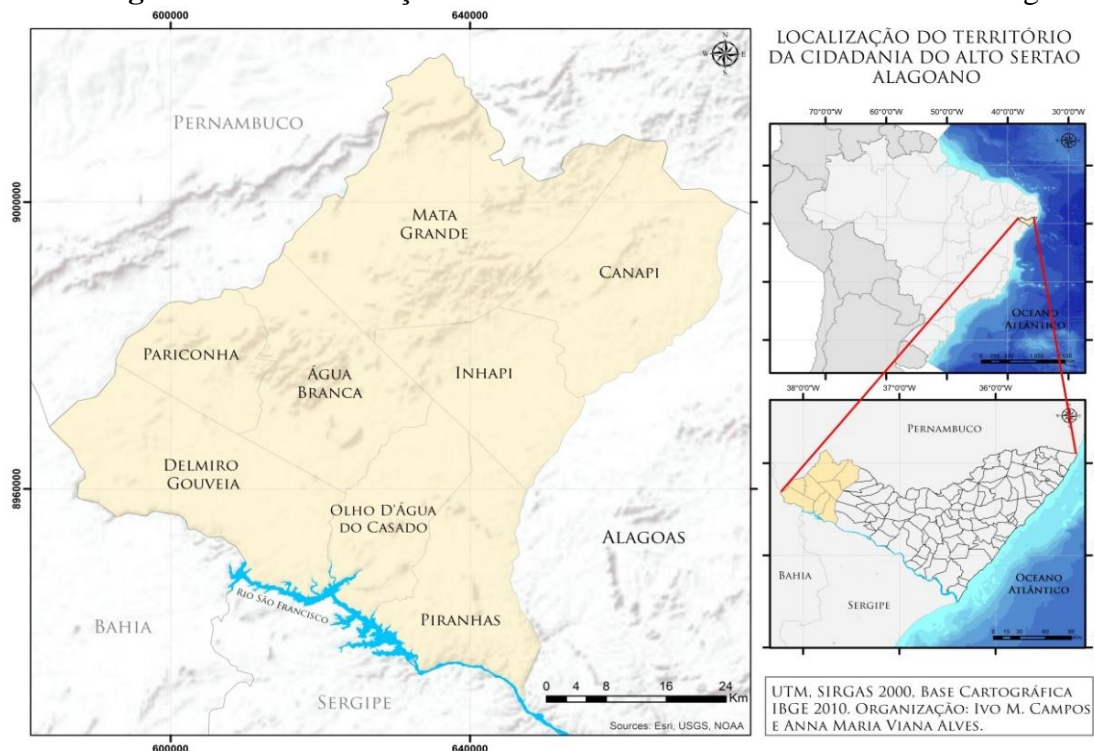 600000
640000
N
W
E
S
PERNAMBUCO
9000000
9000000
MATA
GRANDE
CANAPI
PARICONHA
ÁGUA
BRANCA
INHAPI
DELMIRO
GOUVEIA
8960000
8960000
OLHO D'ÁGUA
DO CASADO
ALAGOAS
RIO SÃO FRANCISCO
BAHIA
PIRANHAS
SERGIPE
0 4 8 16 24
Km
Sources: Esri, USGS, NOAA
600000
640000
LOCALIZAÇÃO DO TERRITÓRIO
DA CIDADANIA DO ALTO SERTAO
ALAGOANO
70°0'0"W 60°0'0"W 50°0'0"W 40°0'0"W 30°0'0"W
OCEANO
ATLÂNTICO
38°0'0"W 37°0'0"W 36°0'0"W
PERNAMBUCO
BAHIA
SERGIPE
OCEANO
ATLÂNTICO
UTM, SIRGAS 2000, BASE CARTOGRÁFICA
IBGE 2010. ORGANIZAÇÃO: IVO M. CAMPOS
E ANNA MARIA VIANA ALVES.